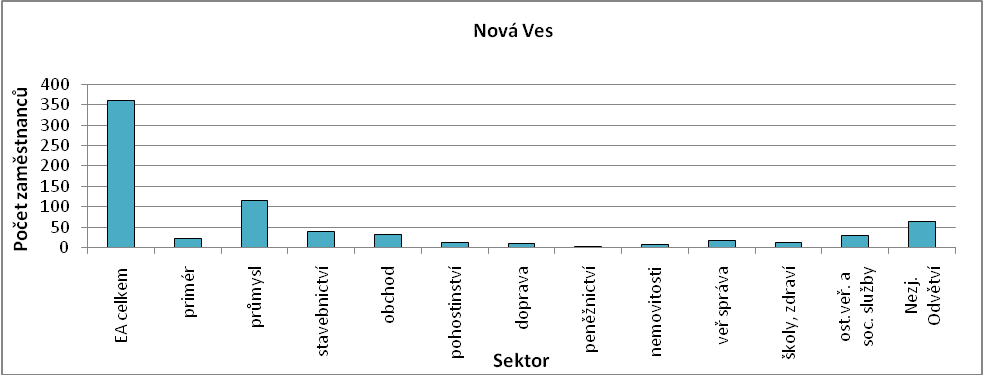 Nová Ves
Počet zaměstnanců
400
350
300
250
200
150
100
50
0
EA celkem
primér
průmysl
stavebnictví
obchod
pohostinství
doprava
peněžnictví
nemovitosti
veř správa
školy, zdraví
ost.veř. a
soc. služby
Nezj.
Odvětví
Sektor